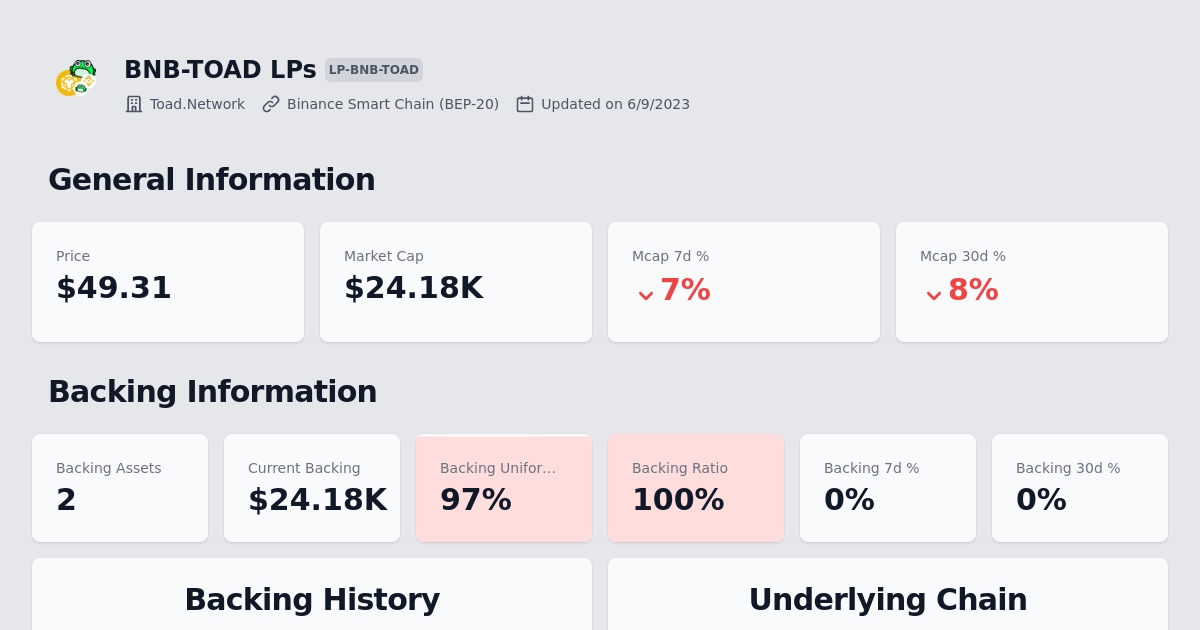 BNB-TOAD LPs LP-BNB-TOAD
Toad.Network Binance Smart Chain (BEP-20) Updated on 6/9/2023
General Information
Price
$49.31
Market Cap
$24.18K
Mcap 7d %
7%
Mcap 30d %
8%
Backing Information
Backing Assets
2
Current Backing
$24.18K
Backing Unifor...
97%
Backing Ratio
100%
Backing 7d %
0%
Backing 30d %
0%
Backing History
Underlying Chain